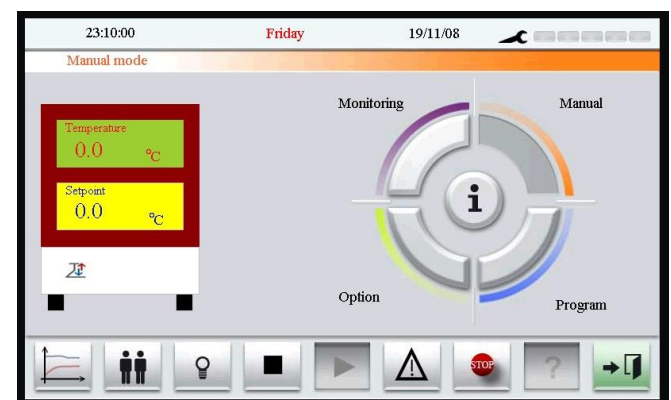 23:10:00 Friday 19/11/08
Manual mode
Monitoring Manual
Temperature
0.0 °C
Setpoint
0.0 °C
i
Option Program
STOP
?